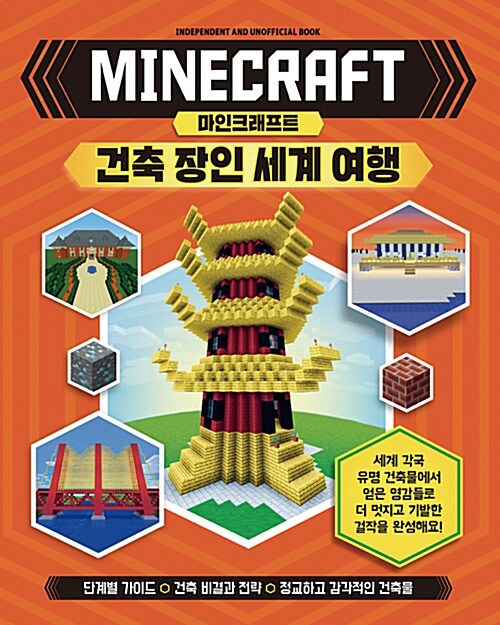 INDEPENDENT AND UNOFFICIAL BOOK
MINECRAFT
마인크래프트
건축 장인 세계 여행
세계 각국
유명 건축물에서
얻은 영감들로
더 멋지고 기발한
걸작을 완성해요!
단계별 가이드 건축 비결과 전략 정교하고 감각적인 건축물